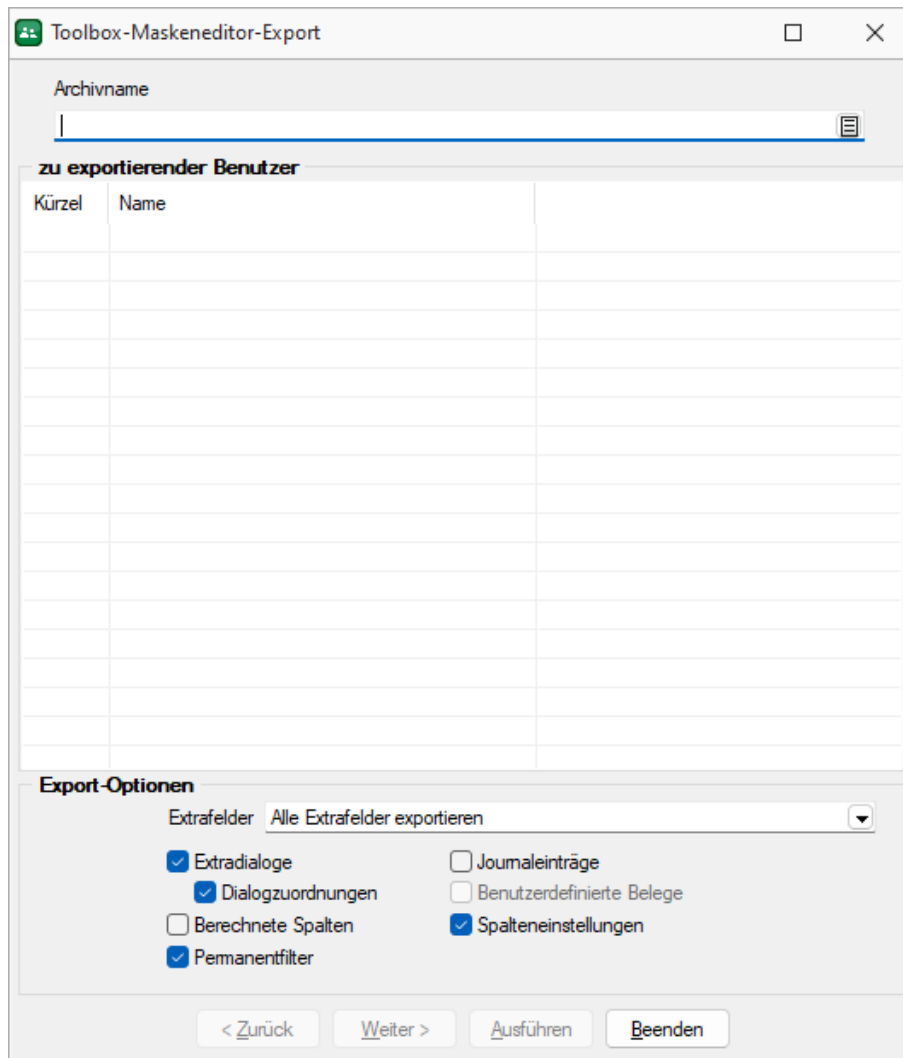 Toolbox-Maskeneditor-Export
Archivname
zu exportierender Benutzer
Kürzel Name
Export-Optionen
Extrafelder Alle Extrafelder exportieren
Extradialoge Journaleinträge
Dialogzuordnungen Benutzerdefinierte Belege
Berechnete Spalten Spalteneinstellungen
Permanentfilter
< Zurück Weiter > Ausführen Beenden